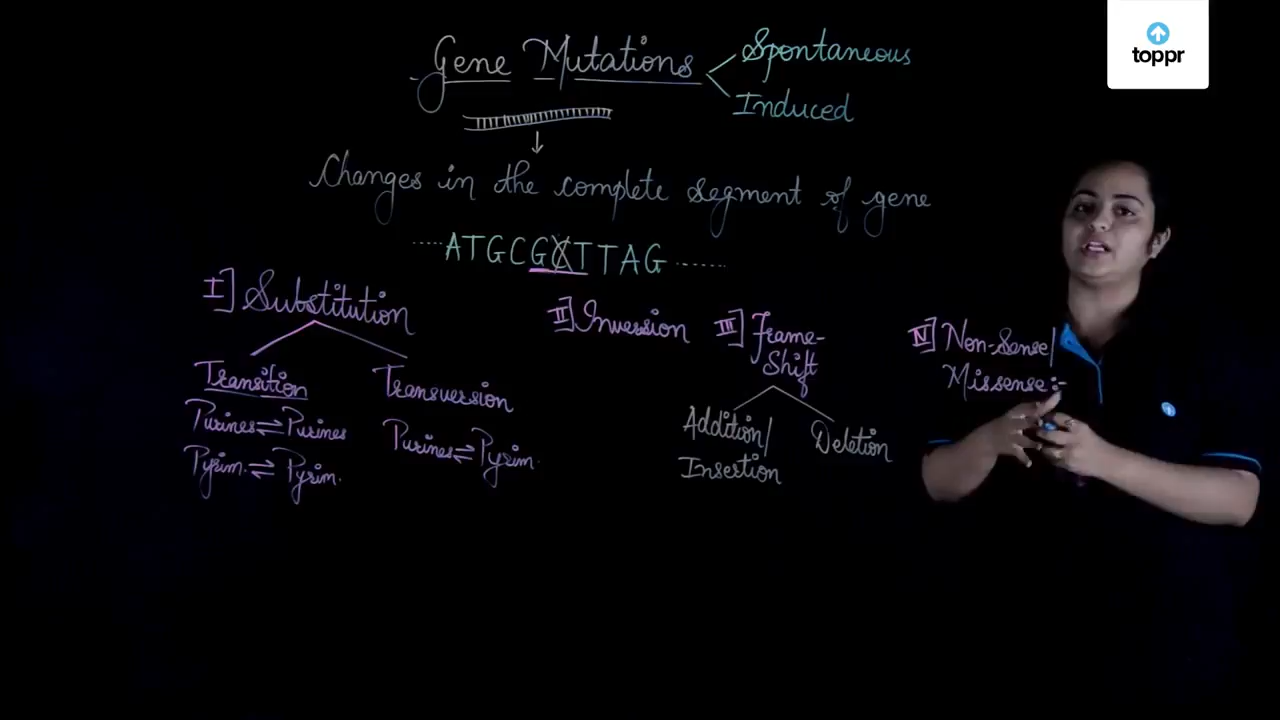 toppr
Gene Mutations
Spontaneous
Induced
Changes in the complete segment of gene
.....ATGCGCTTAG.......
I] Substitution
Transition
Purines ⇌ Purines
Pyrim. ⇌ Pyrim.
Transversion
Purines ⇌ Pyrim.
II] Inversion
III] Frame-
Shift
Addition/
Insertion
Deletion
IV] Non-Sense/
Missense:-